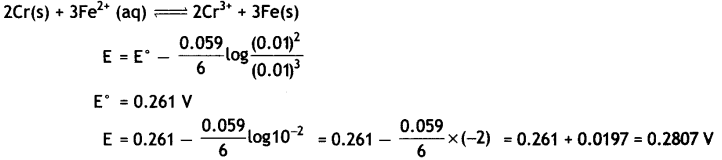 2Cr(s) + 3Fe²⁺ (aq) ⇌ 2Cr³⁺ + 3Fe(s)
E = E° − 0.059/6 log (0.01)²/(0.01)³
E° = 0.261 V
E = 0.261 − 0.059/6 log10⁻² = 0.261 − 0.059/6 ×(−2) = 0.261 + 0.0197 = 0.2807 V